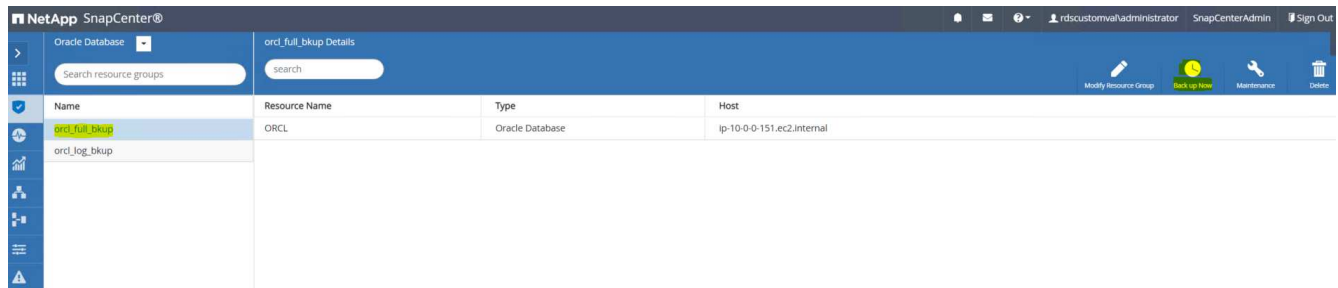 NetApp SnapCenter®
rdscustomval\administrator SnapCenterAdmin Sign Out
Oracle Database
orcl_full_bkup Details
Search resource groups
search
Modify Resource Group Back up Now Maintenance Delete
Name
Resource Name Type Host
orcl_full_bkup
ORCL Oracle Database ip-10-0-0-151.ec2.internal
orcl_log_bkup